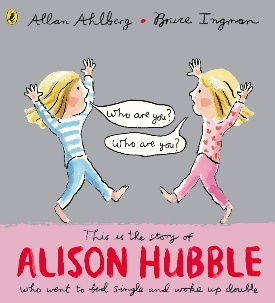 Allan Ahlberg • Bruce Ingman
Who are you?
Who are you?
This is the story of
ALISON HUBBLE
who went to bed single and woke up double